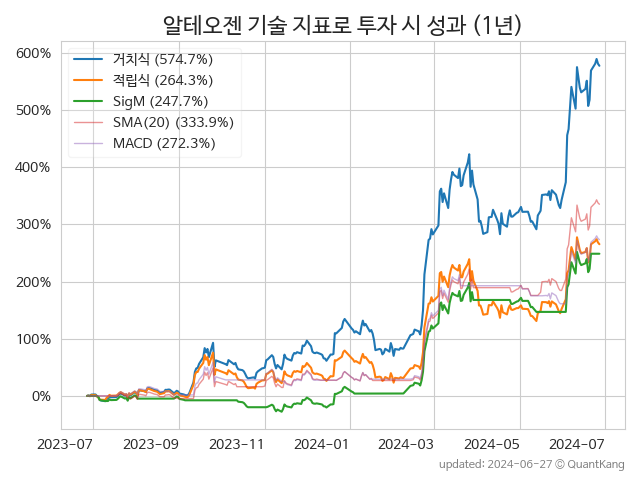 알테오젠 기술 지표로 투자 시 성과 (1년)
거치식 (574.7%)
적립식 (264.3%)
SigM (247.7%)
SMA(20) (333.9%)
MACD (272.3%)
600%
500%
400%
300%
200%
100%
0%
2023-07 2023-09 2023-11 2024-01 2024-03 2024-05 2024-07
updated: 2024-06-27 © QuantKang